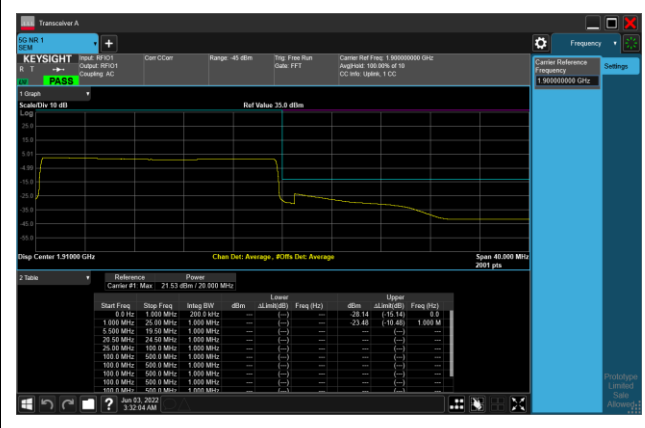 Transceiver A
5G NR 1
SEM
Frequency
KEYSIGHT
R T
PASS
Input: RFIO1
Output: RFIO1
Coupling: AC
Corr CCorr
Range: -45 dBm
Trig: Free Run
Gate: FFT
Carrier Ref Freq: 1.900000000 GHz
Avg|Hold: 100.00% of 10
CC Info: Uplink, 1 CC
Carrier Reference
Frequency
1.900000000 GHz
Settings
1 Graph
Scale/Div 10 dB
Ref Value 35.0 dBm
Log
25.0
15.0
5.01
-4.99
-15.0
-25.0
-35.0
-45.0
-55.0
Disp Center 1.91000 GHz
Chan Det: Average , #Offs Det: Average
Span 40.000 MHz
2001 pts
2 Table
Reference Power
Carrier #1 Max 21.53 dBm / 20.000 MHz
Lower Upper
Start Freq Stop Freq Integ BW dBm ΔLimit(dB) Freq (Hz) dBm ΔLimit(dB) Freq (Hz)
0.0 Hz 1.000 MHz 200.0 kHz --- (---) --- -28.14 (-15.14) 0.0
1.000 MHz 25.00 MHz 1.000 MHz --- (---) --- -23.48 (-10.48) 1.000 M
5.500 MHz 19.50 MHz 1.000 MHz --- (---) --- --- (---) ---
20.50 MHz 24.50 MHz 1.000 MHz --- (---) --- --- (---) ---
25.00 MHz 100.0 MHz 1.000 MHz --- (---) --- --- (---) ---
100.0 MHz 500.0 MHz 1.000 MHz --- (---) --- --- (---) ---
100.0 MHz 500.0 MHz 1.000 MHz --- (---) --- --- (---) ---
100.0 MHz 500.0 MHz 1.000 MHz --- (---) --- --- (---) ---
100.0 MHz 500.0 MHz 1.000 MHz --- (---) --- --- (---) ---
Prototype
Limited
Sale
Allowed
?
Jun 03, 2022
3:32:04 AM